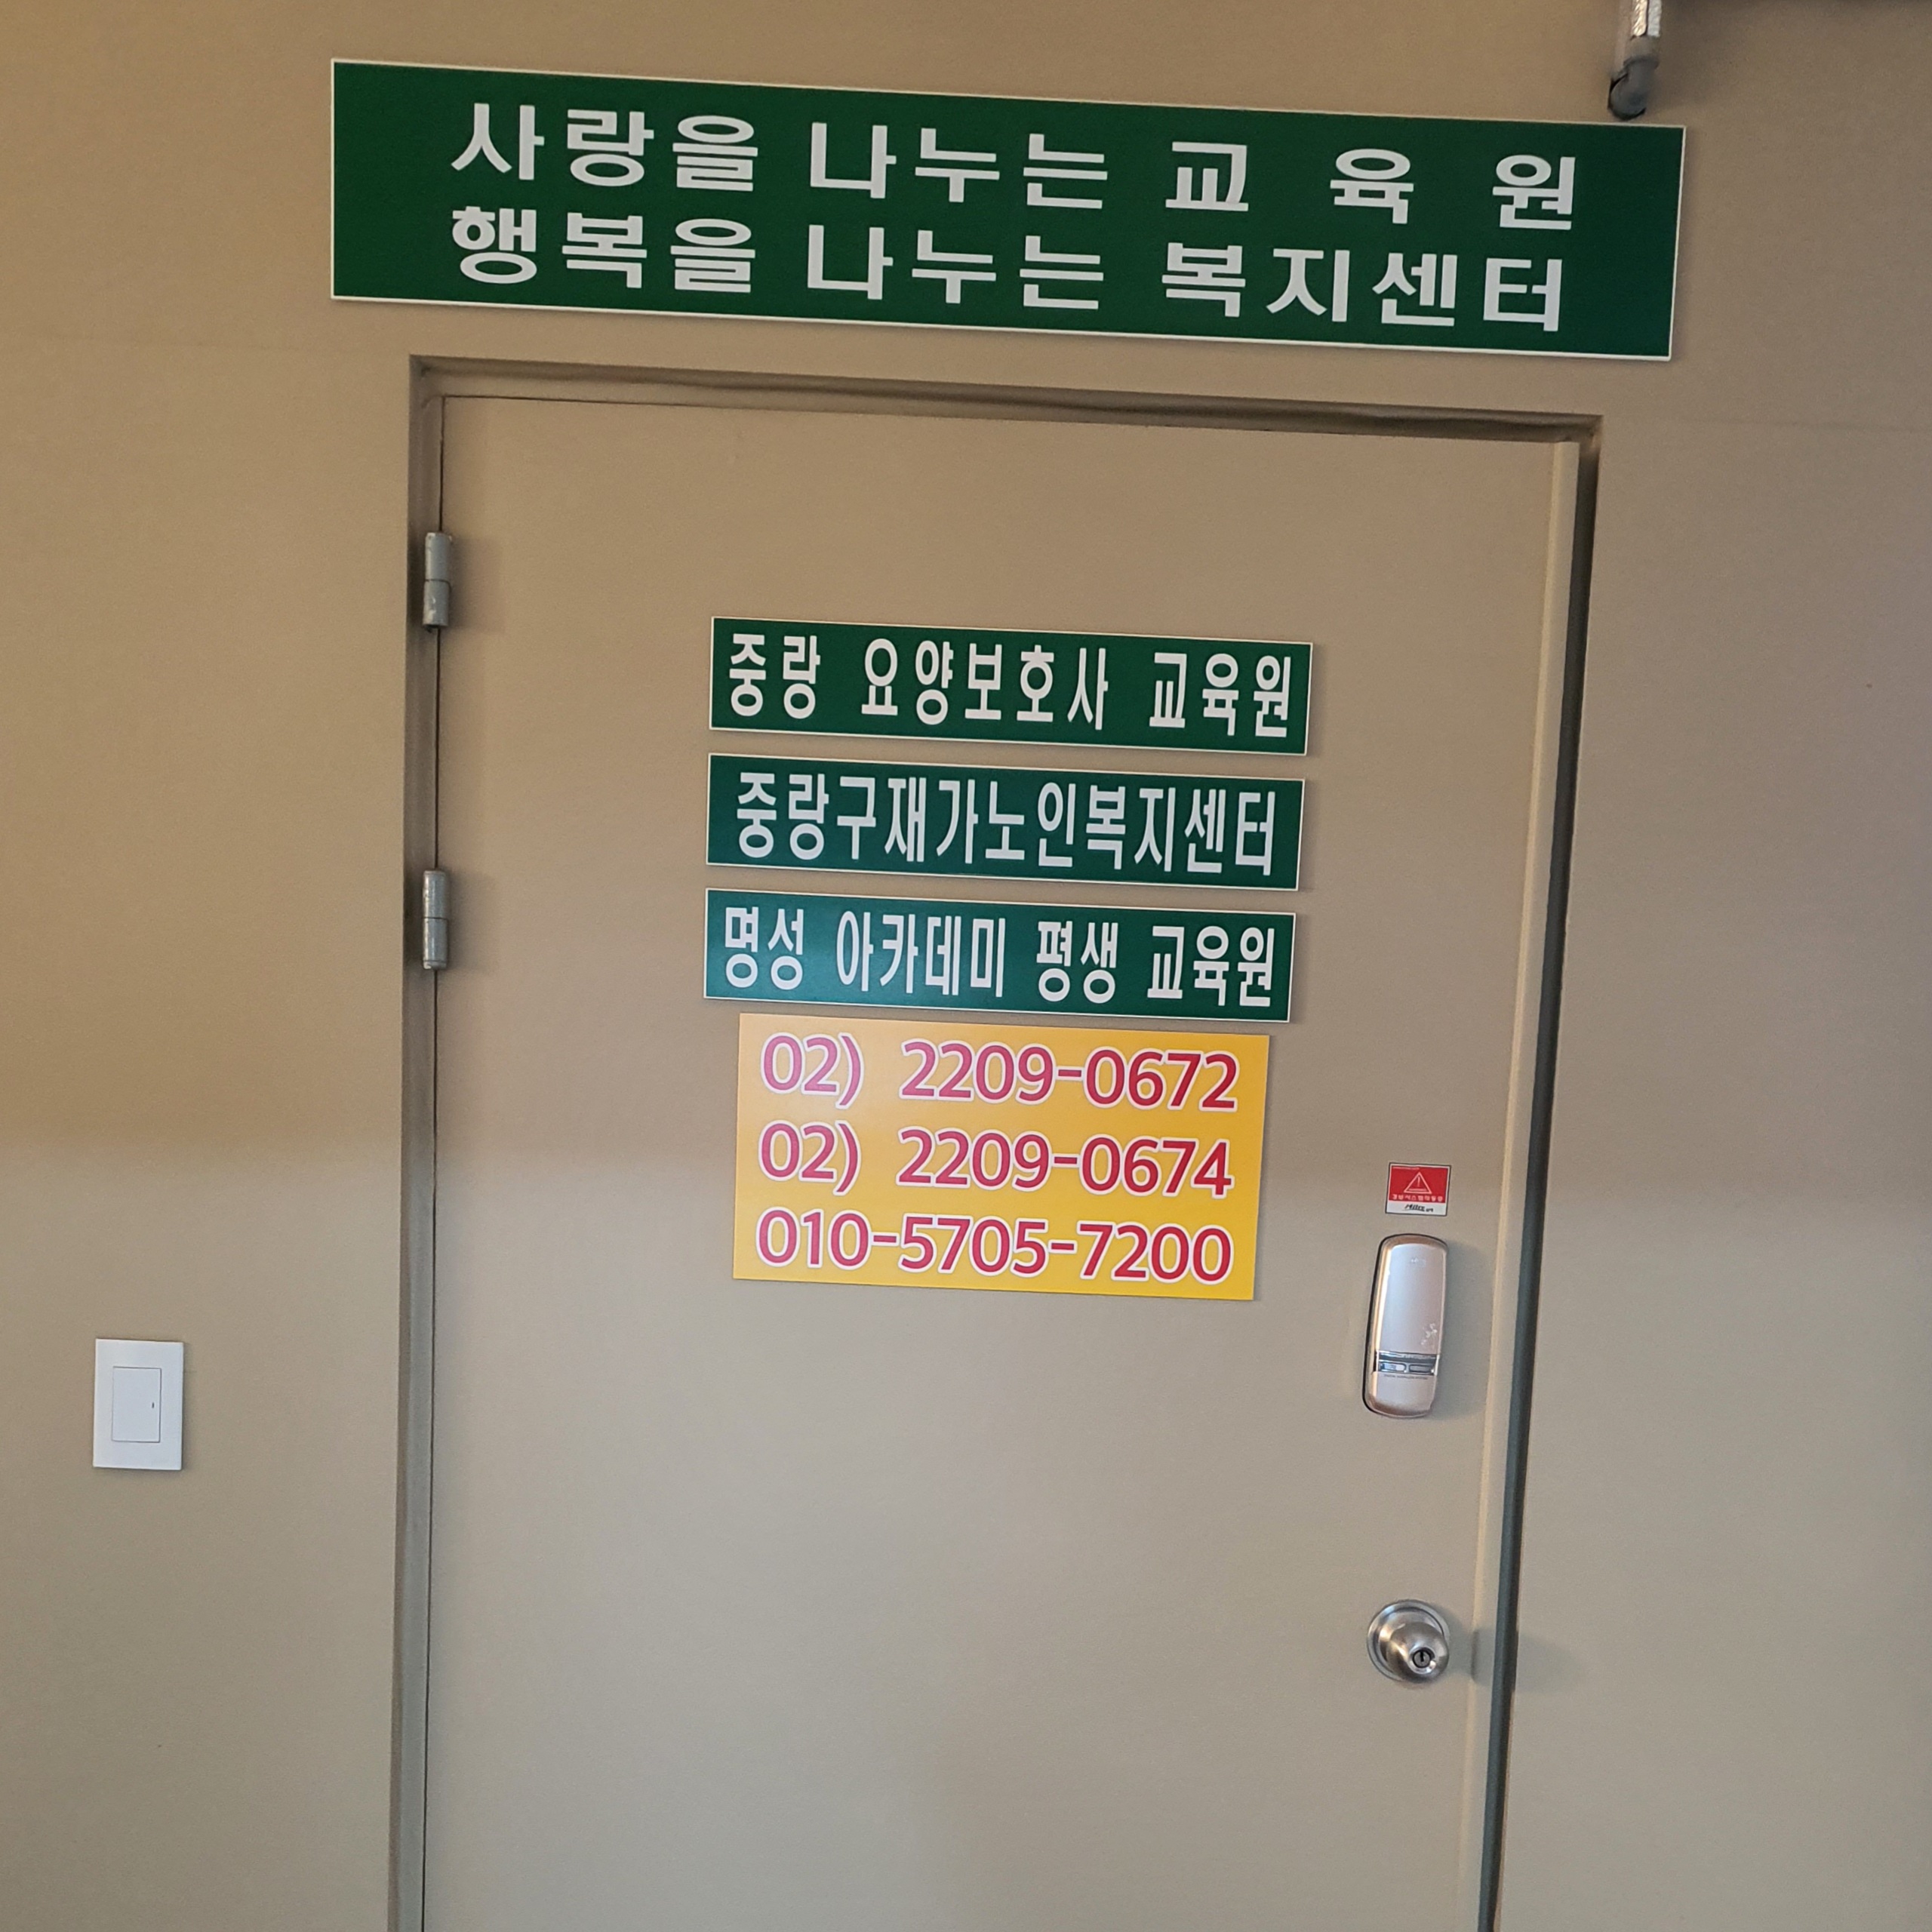 사랑을 나누는 교 육 원
행복을 나누는 복지센터
중랑 요양보호사 교육원
중랑구재가노인복지센터
명성 아카데미 평생 교육원
02) 2209-0672
02) 2209-0674
010-5705-7200